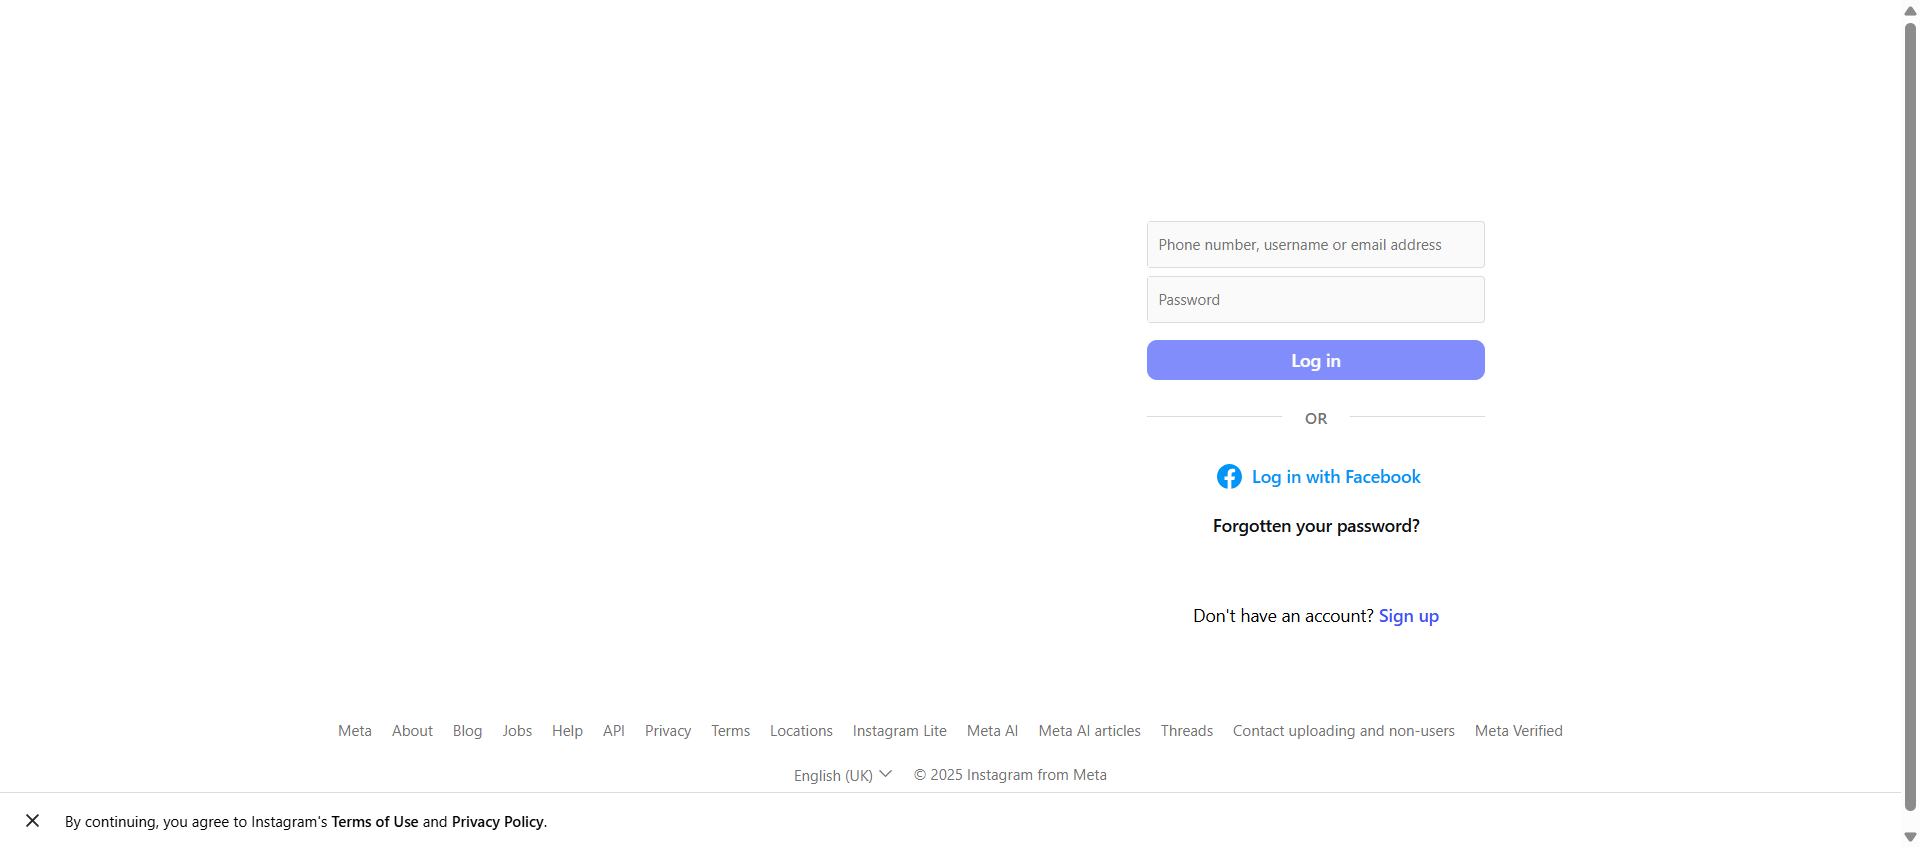 Phone number, username or email address
Password
Log in
OR
Log in with Facebook
Forgotten your password?
Don't have an account? Sign up
Meta About Blog Jobs Help API Privacy Terms Locations Instagram Lite Meta AI Meta AI articles Threads Contact uploading and non-users Meta Verified
English (UK) © 2025 Instagram from Meta
By continuing, you agree to Instagram's Terms of Use and Privacy Policy.